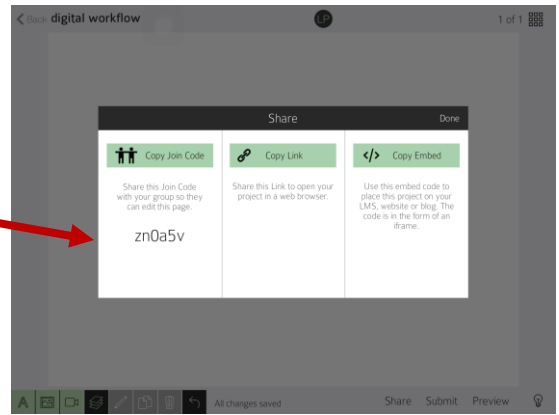 Back digital workflow LP 1 of 1
Share Done
Copy Join Code
Share this Join Code
with your group so they
can edit this page.
zn0a5v
Copy Link
Share this Link to open your
project in a web browser.
</> Copy Embed
Use this embed code to
place this project on your
LMS, website or blog. The
code is in the form of an
iframe.
A All changes saved Share Submit Preview